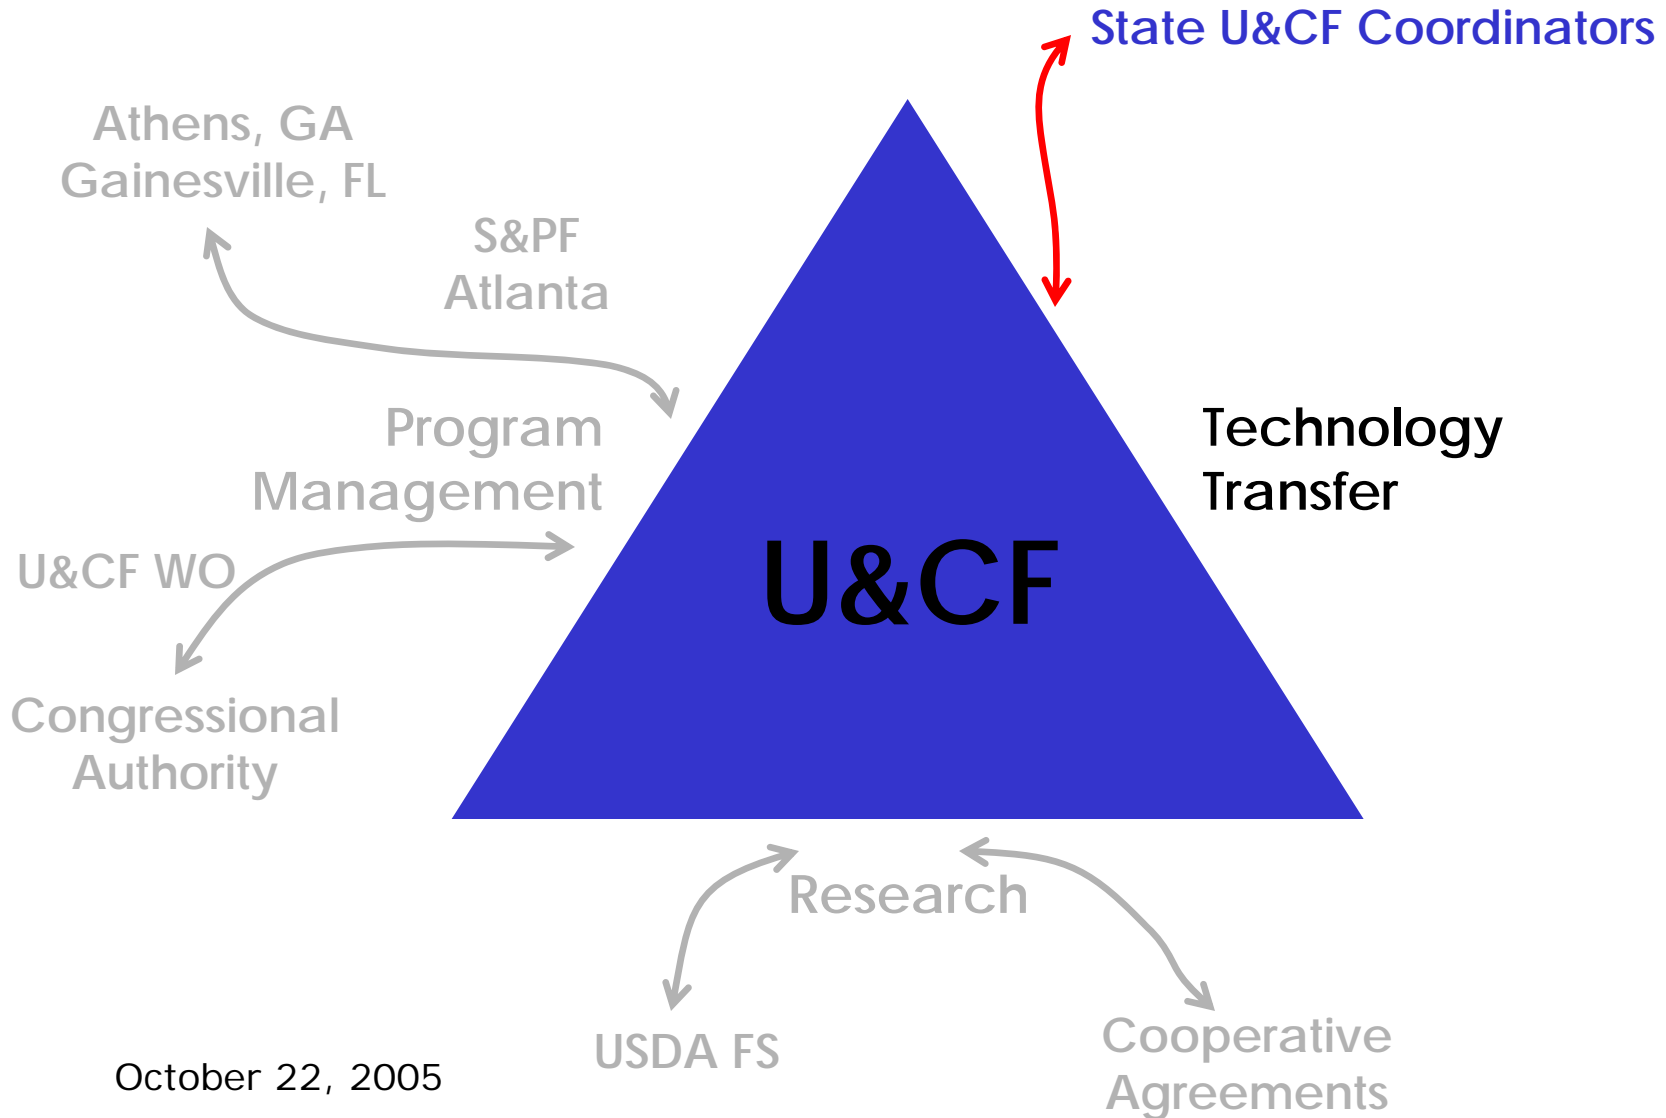 State U&CF Coordinators
Athens, GA
Gainesville, FL
S&PF
Atlanta
Program
Management
Technology
Transfer
U&CF WO
U&CF
Congressional
Authority
Research
USDA FS
Cooperative
Agreements
October 22, 2005